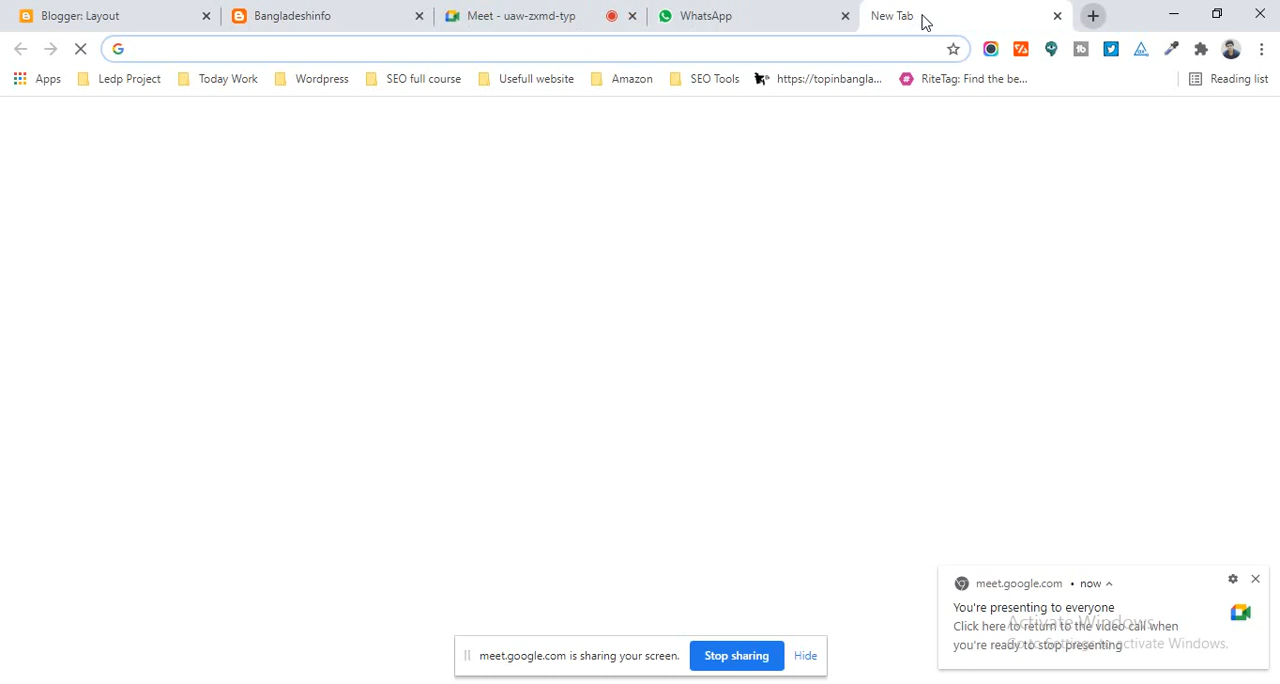 Blogger: Layout
Bangladeshinfo
Meet - uaw-zxmd-typ
WhatsApp
New Tab
Apps
Ledp Project
Today Work
Wordpress
SEO full course
Usefull website
Amazon
SEO Tools
https://topinbangla...
RiteTag: Find the be...
Reading list
meet.google.com • now
You're presenting to everyone
Click here to return to the video call when
you're ready to stop presenting
Activate Windows
Go to Settings to activate Windows.
meet.google.com is sharing your screen.
Stop sharing
Hide